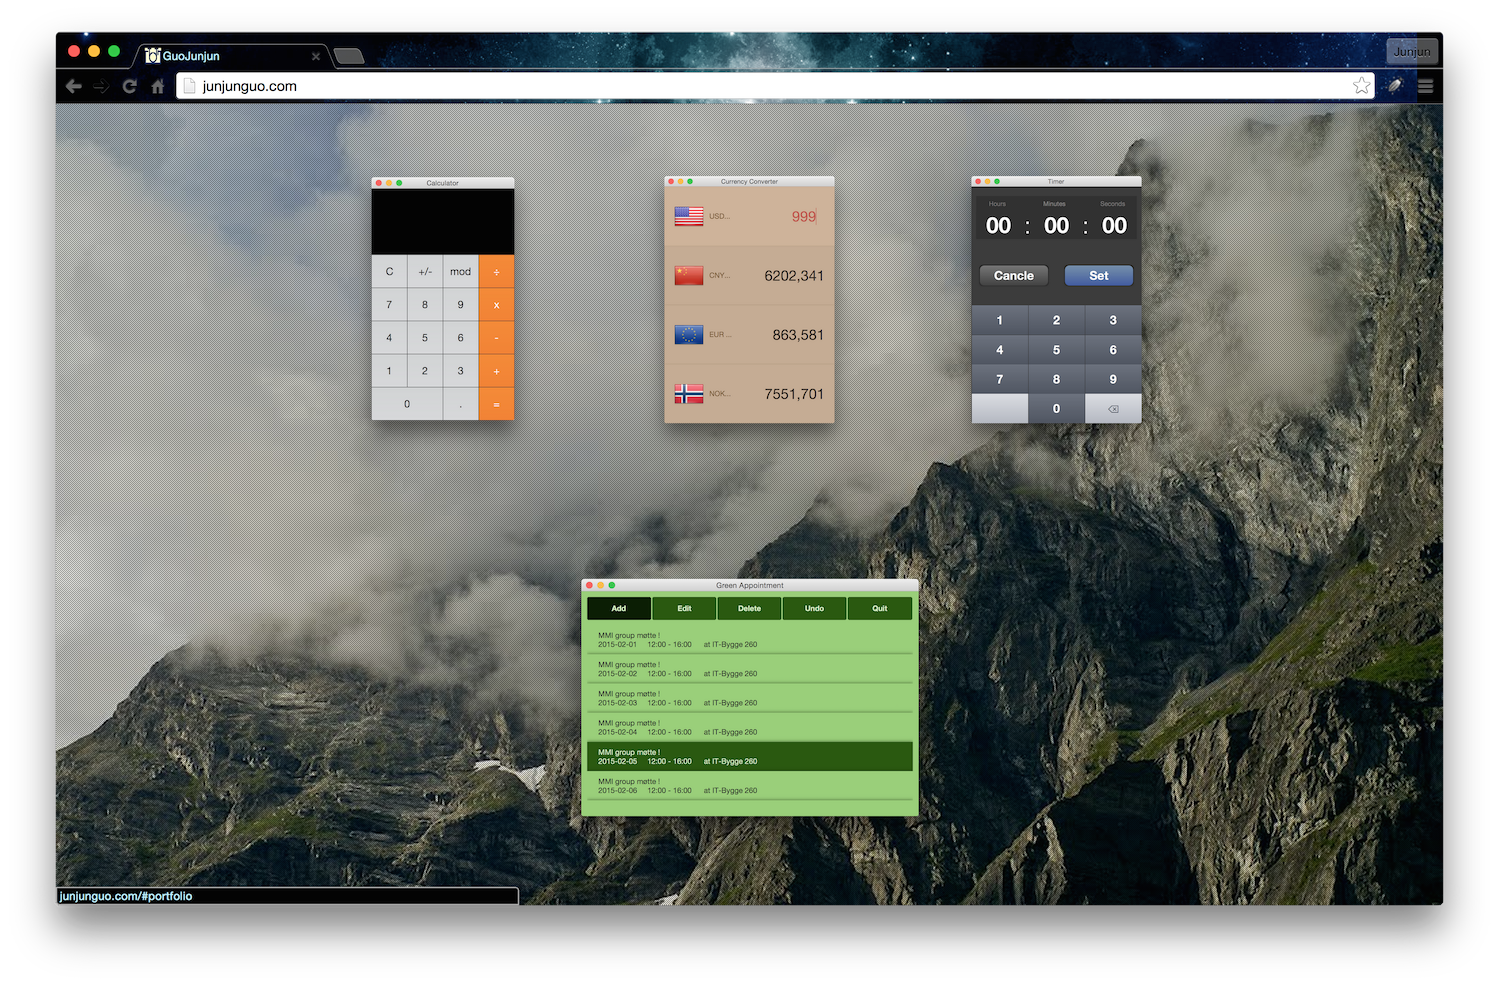 GuoJunjun
Junjun
junjunguo.com
Calculator
C +/- mod ÷
7 8 9 x
4 5 6 -
1 2 3 +
0 . =
Currency Converter
USD... 999
CNY... 6202,341
EUR ... 863,581
NOK... 7551,701
Timer
Hours Minutes Seconds
00 : 00 : 00
Cancle Set
1 2 3
4 5 6
7 8 9
0
Green Appointment
Add Edit Delete Undo Quit
MMI group møtte !
2015-02-01 12:00 - 16:00 at IT-Bygge 260
MMI group møtte !
2015-02-02 12:00 - 16:00 at IT-Bygge 260
MMI group møtte !
2015-02-03 12:00 - 16:00 at IT-Bygge 260
MMI group møtte !
2015-02-04 12:00 - 16:00 at IT-Bygge 260
MMI group møtte !
2015-02-05 12:00 - 16:00 at IT-Bygge 260
MMI group møtte !
2015-02-06 12:00 - 16:00 at IT-Bygge 260
junjunguo.com/#portfolio